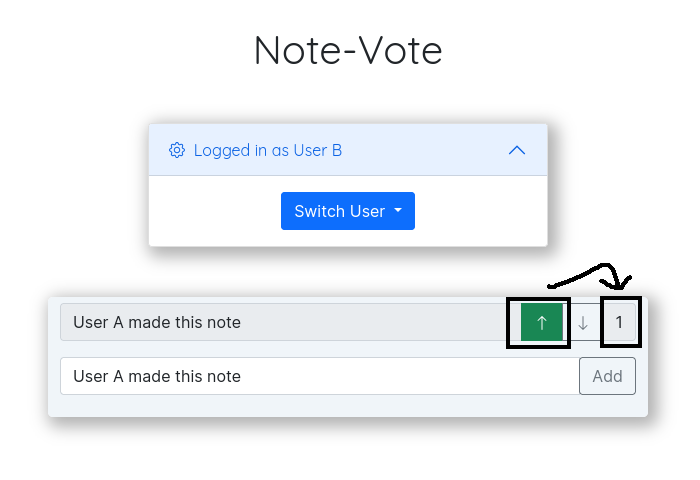 Note-Vote
Logged in as User B
Switch User
User A made this note ↑ ↓ 1
User A made this note Add